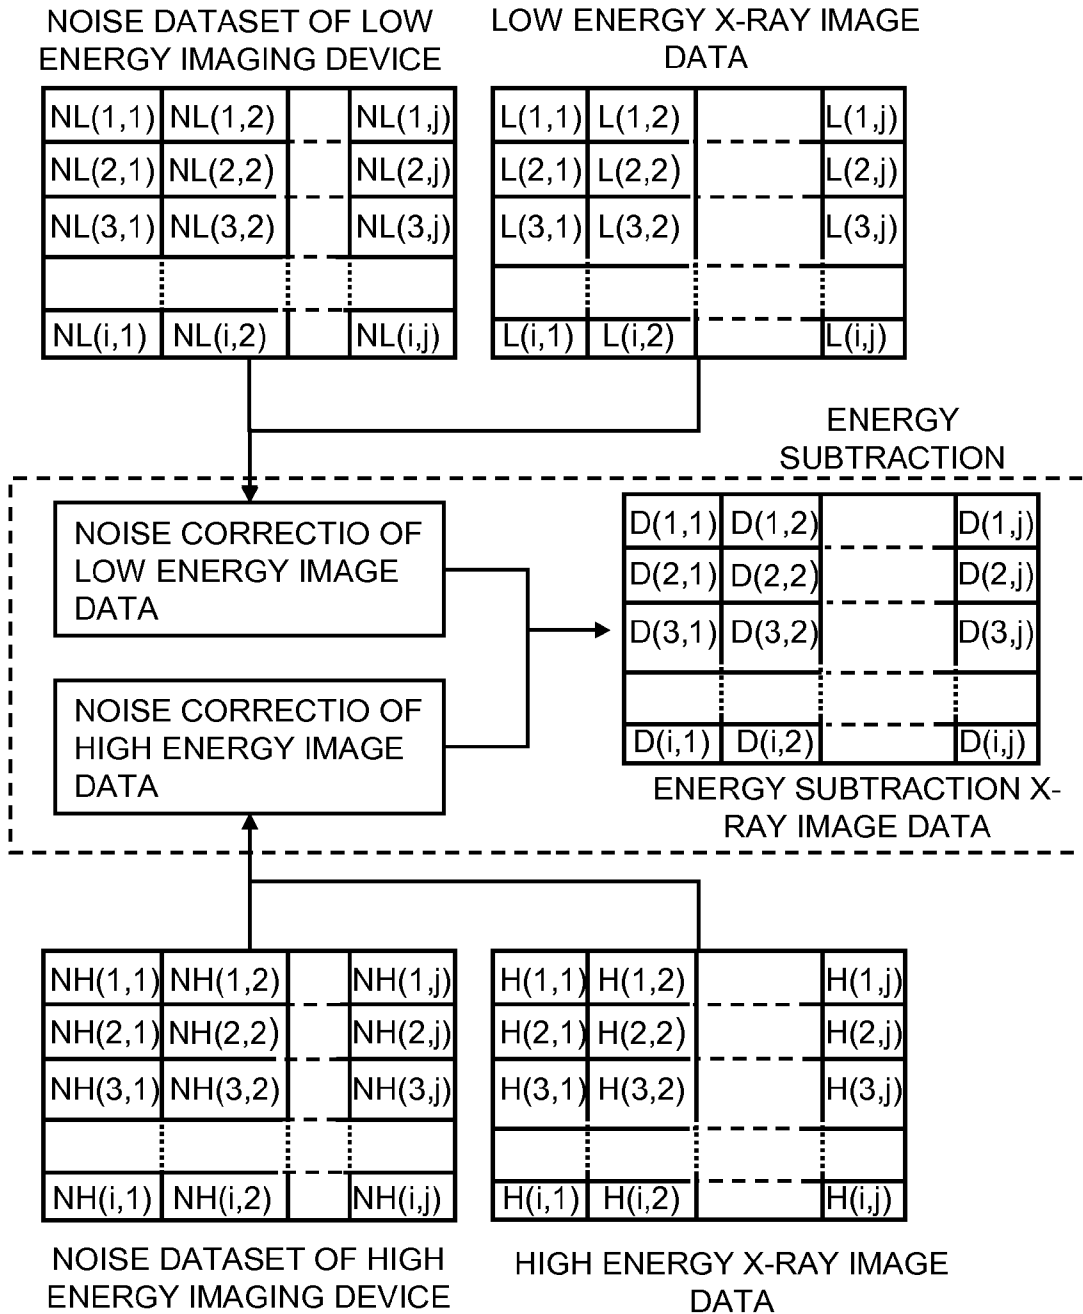 NOISE DATASET OF LOW
ENERGY IMAGING DEVICE
LOW ENERGY X-RAY IMAGE
DATA
NL(1,1) NL(1,2) NL(1,j)
NL(2,1) NL(2,2) NL(2,j)
NL(3,1) NL(3,2) NL(3,j)
NL(i,1) NL(i,2) NL(i,j)
L(1,1) L(1,2) L(1,j)
L(2,1) L(2,2) L(2,j)
L(3,1) L(3,2) L(3,j)
L(i,1) L(i,2) L(i,j)
ENERGY
SUBTRACTION
NOISE CORRECTIO OF
LOW ENERGY IMAGE
DATA
NOISE CORRECTIO OF
HIGH ENERGY IMAGE
DATA
D(1,1) D(1,2) D(1,j)
D(2,1) D(2,2) D(2,j)
D(3,1) D(3,2) D(3,j)
D(i,1) D(i,2) D(i,j)
ENERGY SUBTRACTION X-
RAY IMAGE DATA
NH(1,1) NH(1,2) NH(1,j)
NH(2,1) NH(2,2) NH(2,j)
NH(3,1) NH(3,2) NH(3,j)
NH(i,1) NH(i,2) NH(i,j)
H(1,1) H(1,2) H(1,j)
H(2,1) H(2,2) H(2,j)
H(3,1) H(3,2) H(3,j)
H(i,1) H(i,2) H(i,j)
NOISE DATASET OF HIGH
ENERGY IMAGING DEVICE
HIGH ENERGY X-RAY IMAGE
DATA